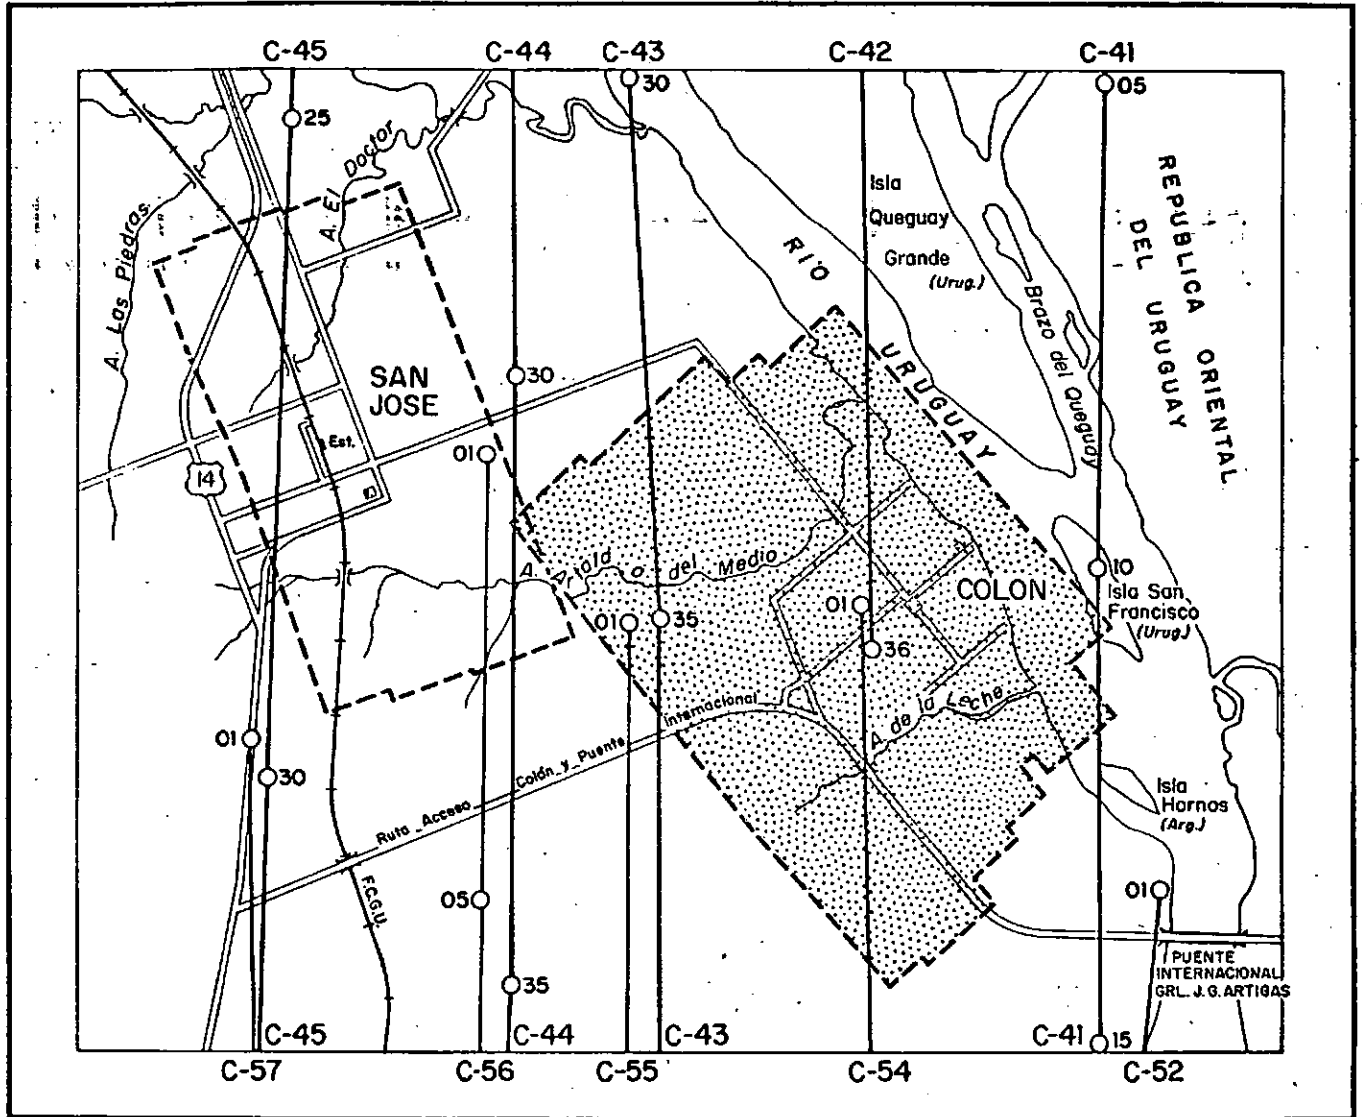 C-45
C-44
C-43
C-42
C-41
25
30
05
A. Las Piedras
A. El Doctor
RIO URUGUAY
Isla
Queguay
Grande
(Urug.)
Brazo del Queguay
REPUBLICA ORIENTAL
DEL URUGUAY
SAN
JOSE
30
Est.
14
01
A. Artaldo del Medio
COLON
10
Isla San
Francisco
(Urug.)
01
35
01
36
Internacional
A. de la Leche
01
30
Ruta Acceso Colón y Puente
Isla
Hornos
(Arg.)
F.C.G.U.
05
01
35
PUENTE
INTERNACIONAL
GRL. J. G. ARTIGAS
C-45
C-44
C-43
C-41
15
C-57
C-56
C-55
C-54
C-52